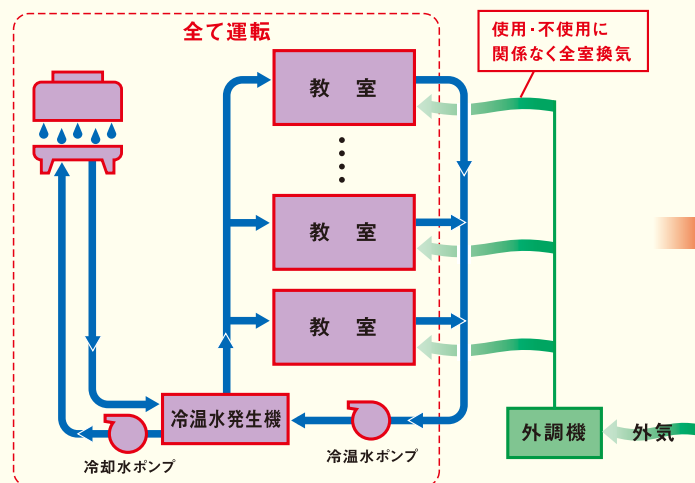 全て運転
使用・不使用に
関係なく全室換気
教 室
教 室
教 室
冷温水発生機
外調機
外気
冷却水ポンプ
冷温水ポンプ